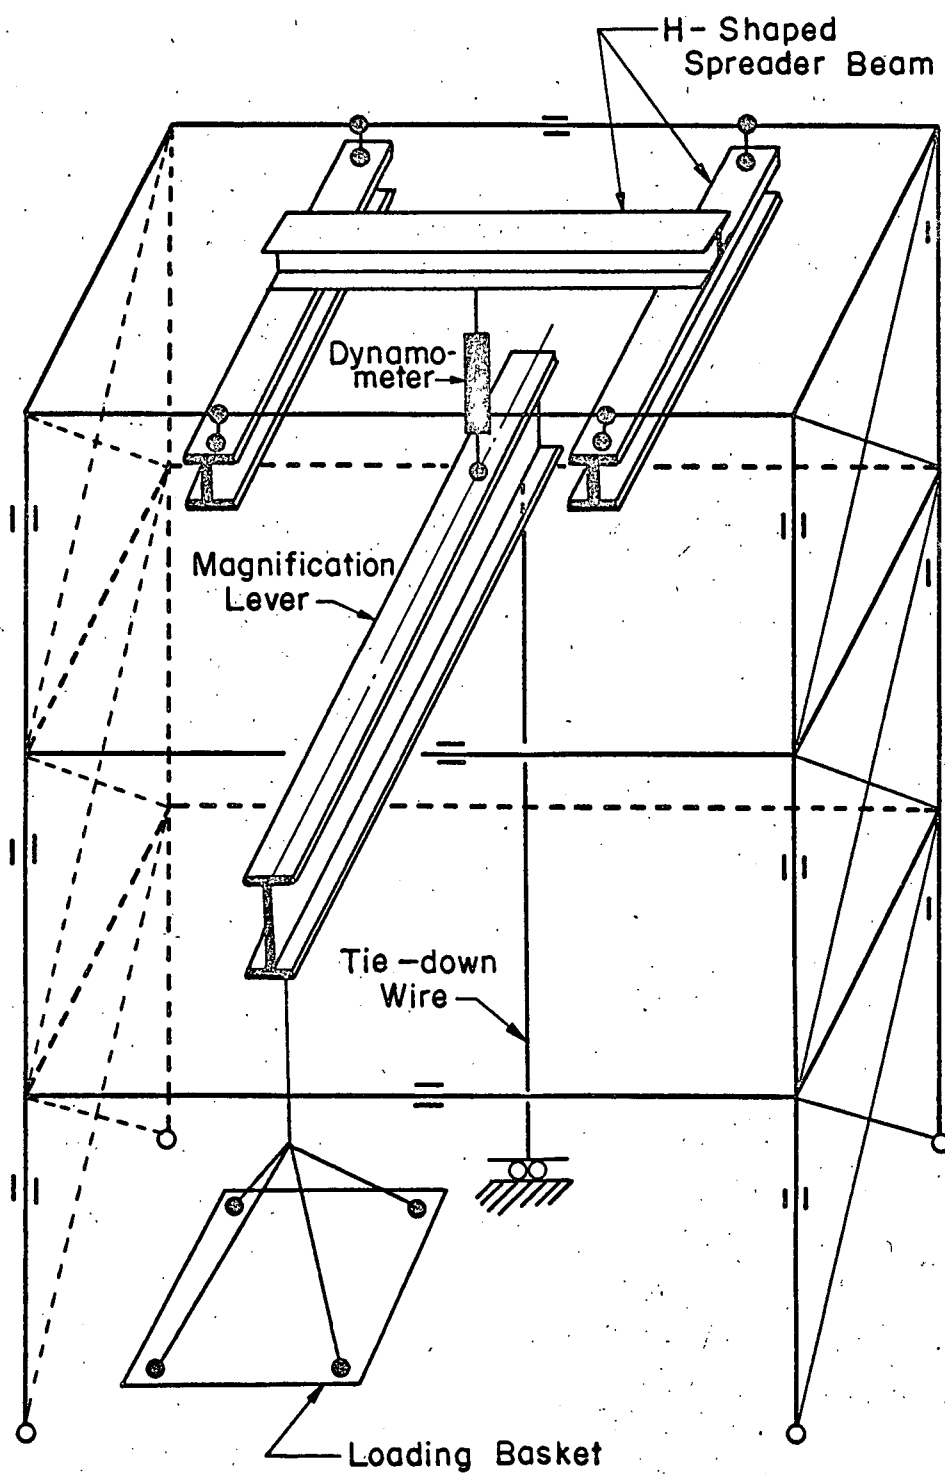 H- Shaped
Spreader Beam
Dynamo-
meter
Magnification
Lever
Tie-down
Wire
Loading Basket